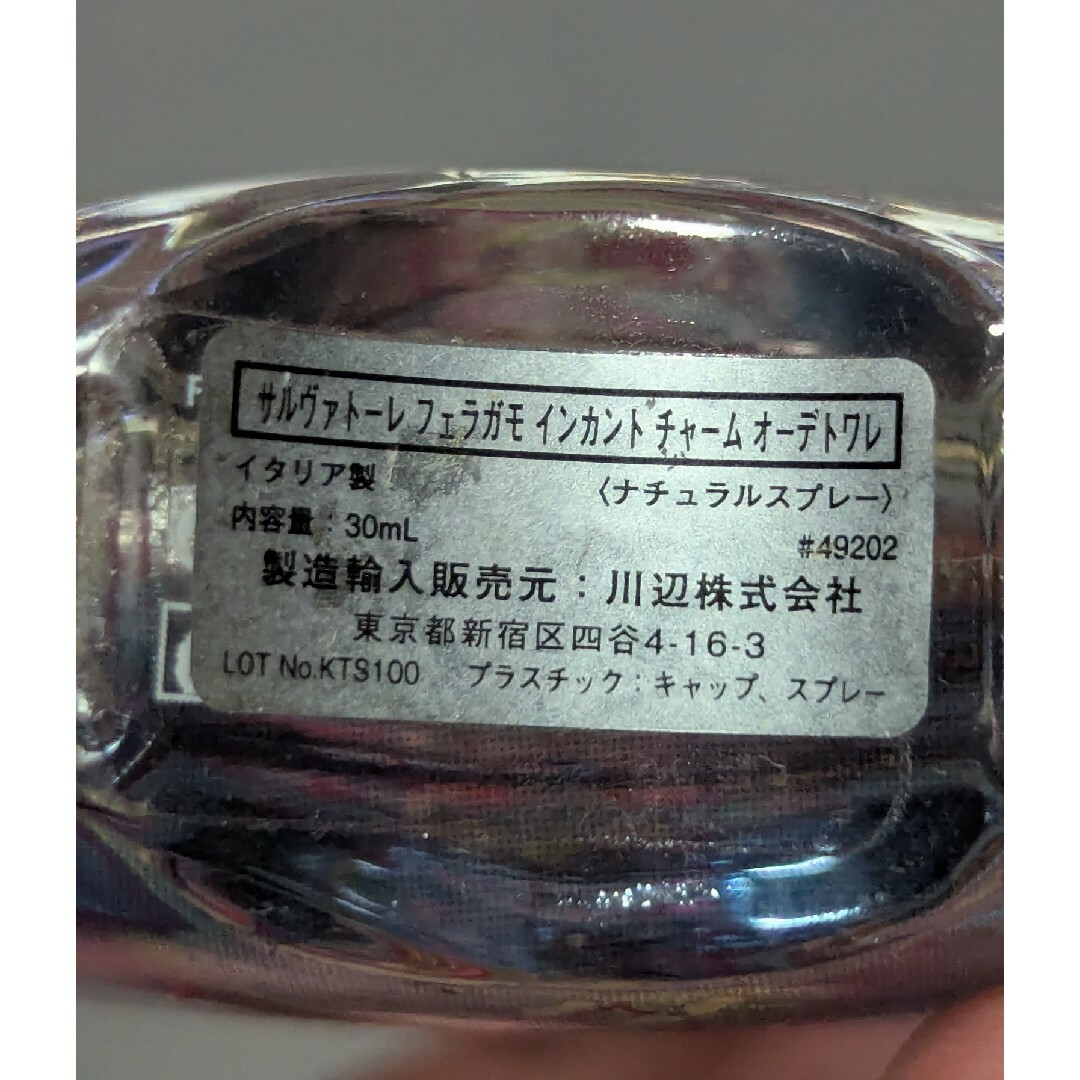 サルヴァトーレ フェラガモ インカント チャーム オーデトワレ
イタリア製 〈ナチュラルスプレー〉
内容量：30mL #49202
製造輸入販売元：川辺株式会社
東京都新宿区四谷4-16-3
LOT No.KTS100 プラスチック：キャップ、スプレー